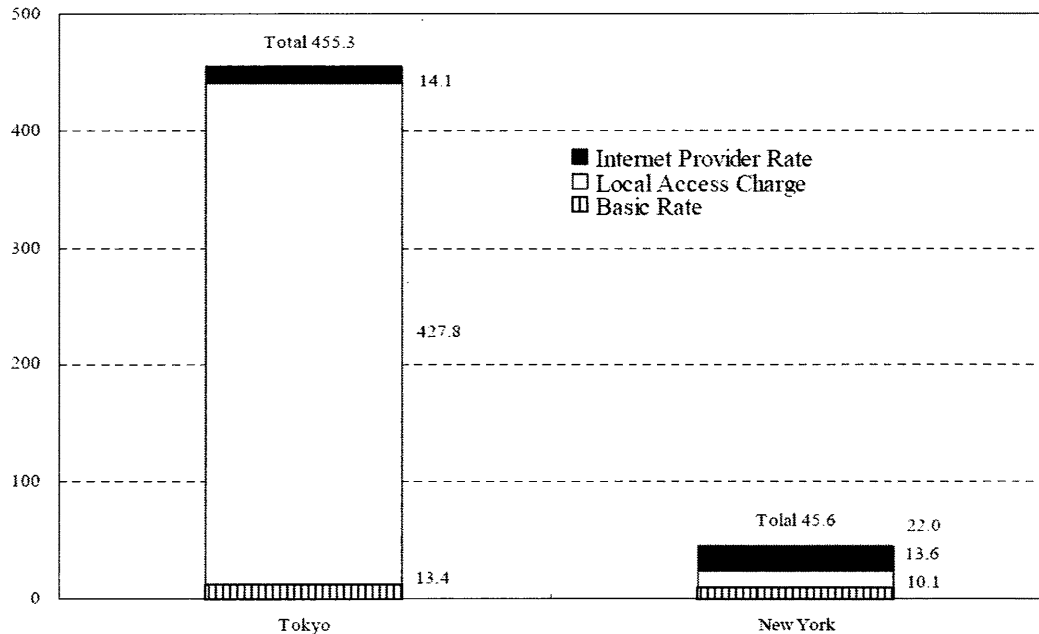 500
Total 455.3
14.1
400
Internet Provider Rate
Local Access Charge
Basic Rate
300
427.8
200
100
Tolal 45.6
22.0
13.6
13.4
10.1
0
Tokyo
New York